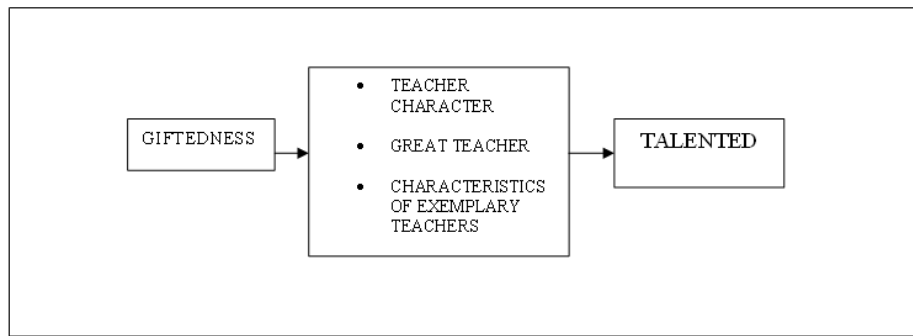 GIFTEDNESS
• TEACHER
CHARACTER
• GREAT TEACHER
• CHARACTERISTICS
OF EXEMPLARY
TEACHERS
TALENTED